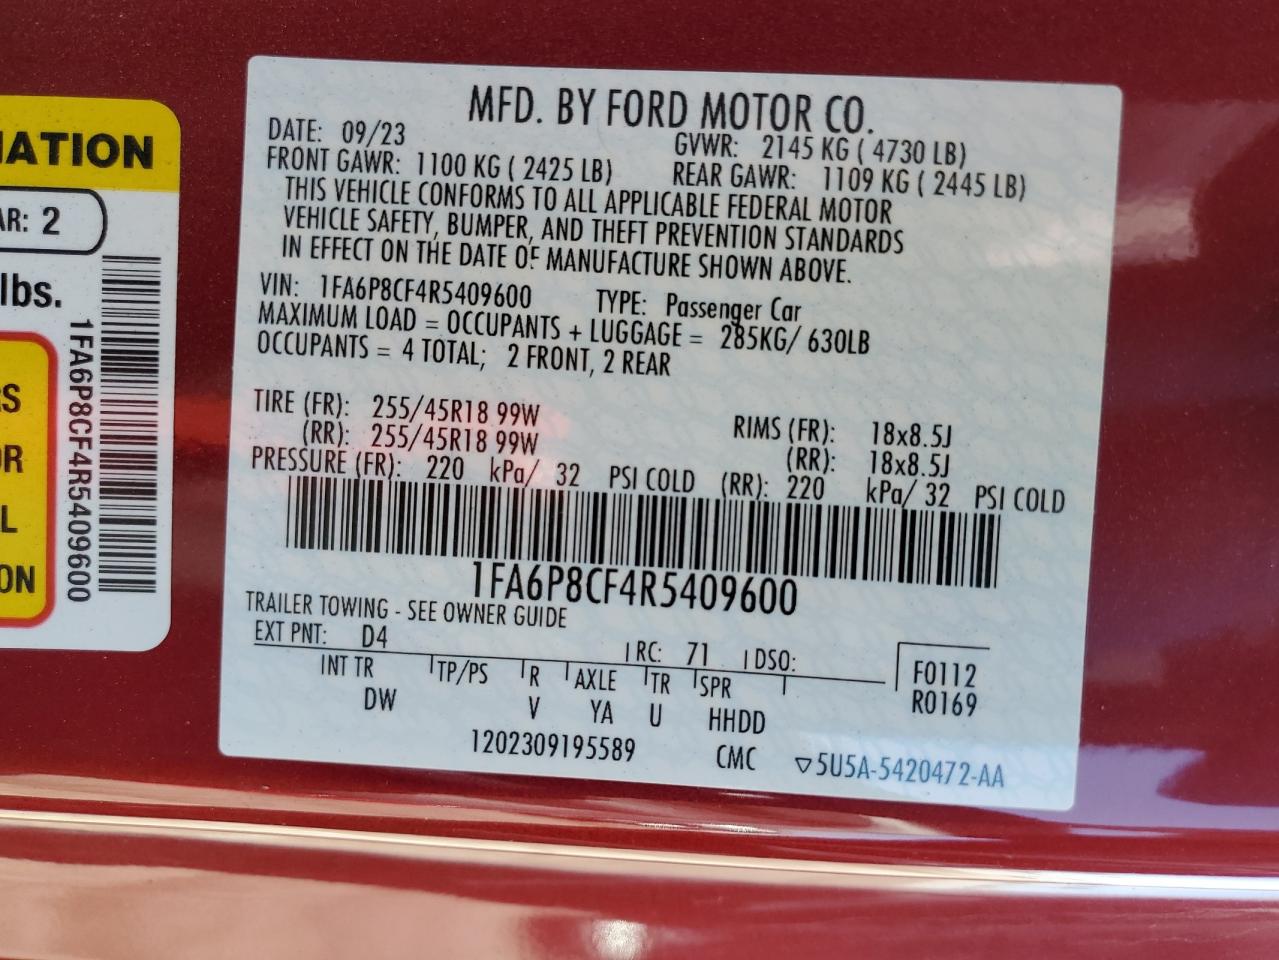 MFD. BY FORD MOTOR CO.
DATE: 09/23 GVWR: 2145 KG ( 4730 LB)
FRONT GAWR: 1100 KG ( 2425 LB) REAR GAWR: 1109 KG ( 2445 LB)
THIS VEHICLE CONFORMS TO ALL APPLICABLE FEDERAL MOTOR
VEHICLE SAFETY, BUMPER, AND THEFT PREVENTION STANDARDS
IN EFFECT ON THE DATE OF MANUFACTURE SHOWN ABOVE.
VIN: 1FA6P8CF4R5409600 TYPE: Passenger Car
MAXIMUM LOAD = OCCUPANTS + LUGGAGE = 285KG/ 630LB
OCCUPANTS = 4 TOTAL; 2 FRONT, 2 REAR
TIRE (FR): 255/45R18 99W RIMS (FR): 18x8.5J
(RR): 255/45R18 99W (RR): 18x8.5J
PRESSURE (FR): 220 kPa/ 32 PSI COLD (RR): 220 kPa/ 32 PSI COLD
1FA6P8CF4R5409600
TRAILER TOWING - SEE OWNER GUIDE
EXT PNT: D4 RC: 71 DSO: F0112
INT TR TP/PS R AXLE TR SPR R0169
DW V YA U HHDD
1202309195589 CMC ▽5U5A-5420472-AA
IATION
AR: 2
lbs.
RS
OR
L
ON
1FA6P8CF4R5409600